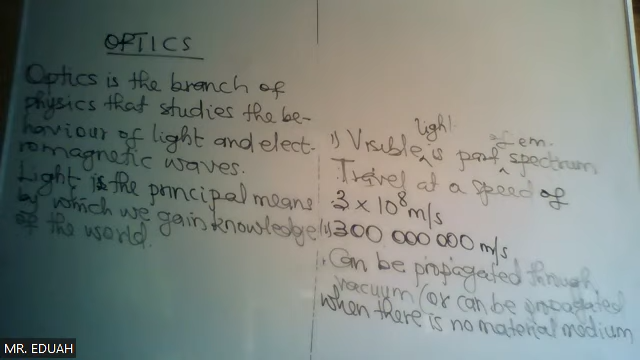 OPTICS
Optics is the branch of
physics that studies the be-
haviour of light and elect-
romagnetic waves.
Light is the principal means
by which we gain knowledge
of the world.
light of em.
1) Visible is part spectrum
Travel at a speed of
3 x 10⁸ m/s
300 000 000 m/s
Can be propagated through
vacuum (or can be propagated
when there is no material medium
MR. EDUAH